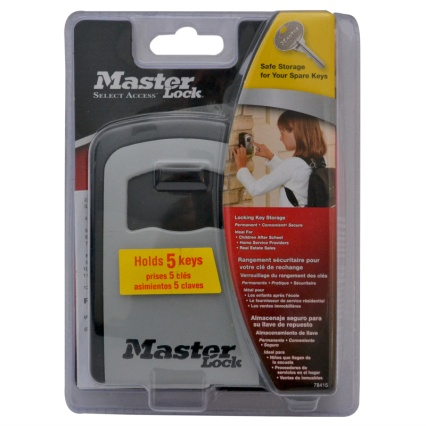 Master
Lock
SELECT ACCESS
Safe Storage
for Your Spare Keys
Locking Key Storage
Permanent • Convenient • Secure
Ideal For
• Children After School
• Home Service Providers
• Real Estate Sales
Rangement sécuritaire pour
votre clé de rechange
Verrouillage du rangement des clés
Permanente • Pratique • Sécuritaire
Idéal pour
• Les enfants après l'école
• Le fournisseur de service résidentiel
• Les ventes immobilières
Almacenaje seguro para
su llave de repuesto
Almacenamiento de llave
Permanente • Conveniente
• Seguro
Ideal para
• Niños que llegan de
la escuela
• Proveedores de
servicios en el hogar
• Ventas de inmuebles
Holds 5 keys
prises 5 clés
asimientos 5 claves
Master
Lock